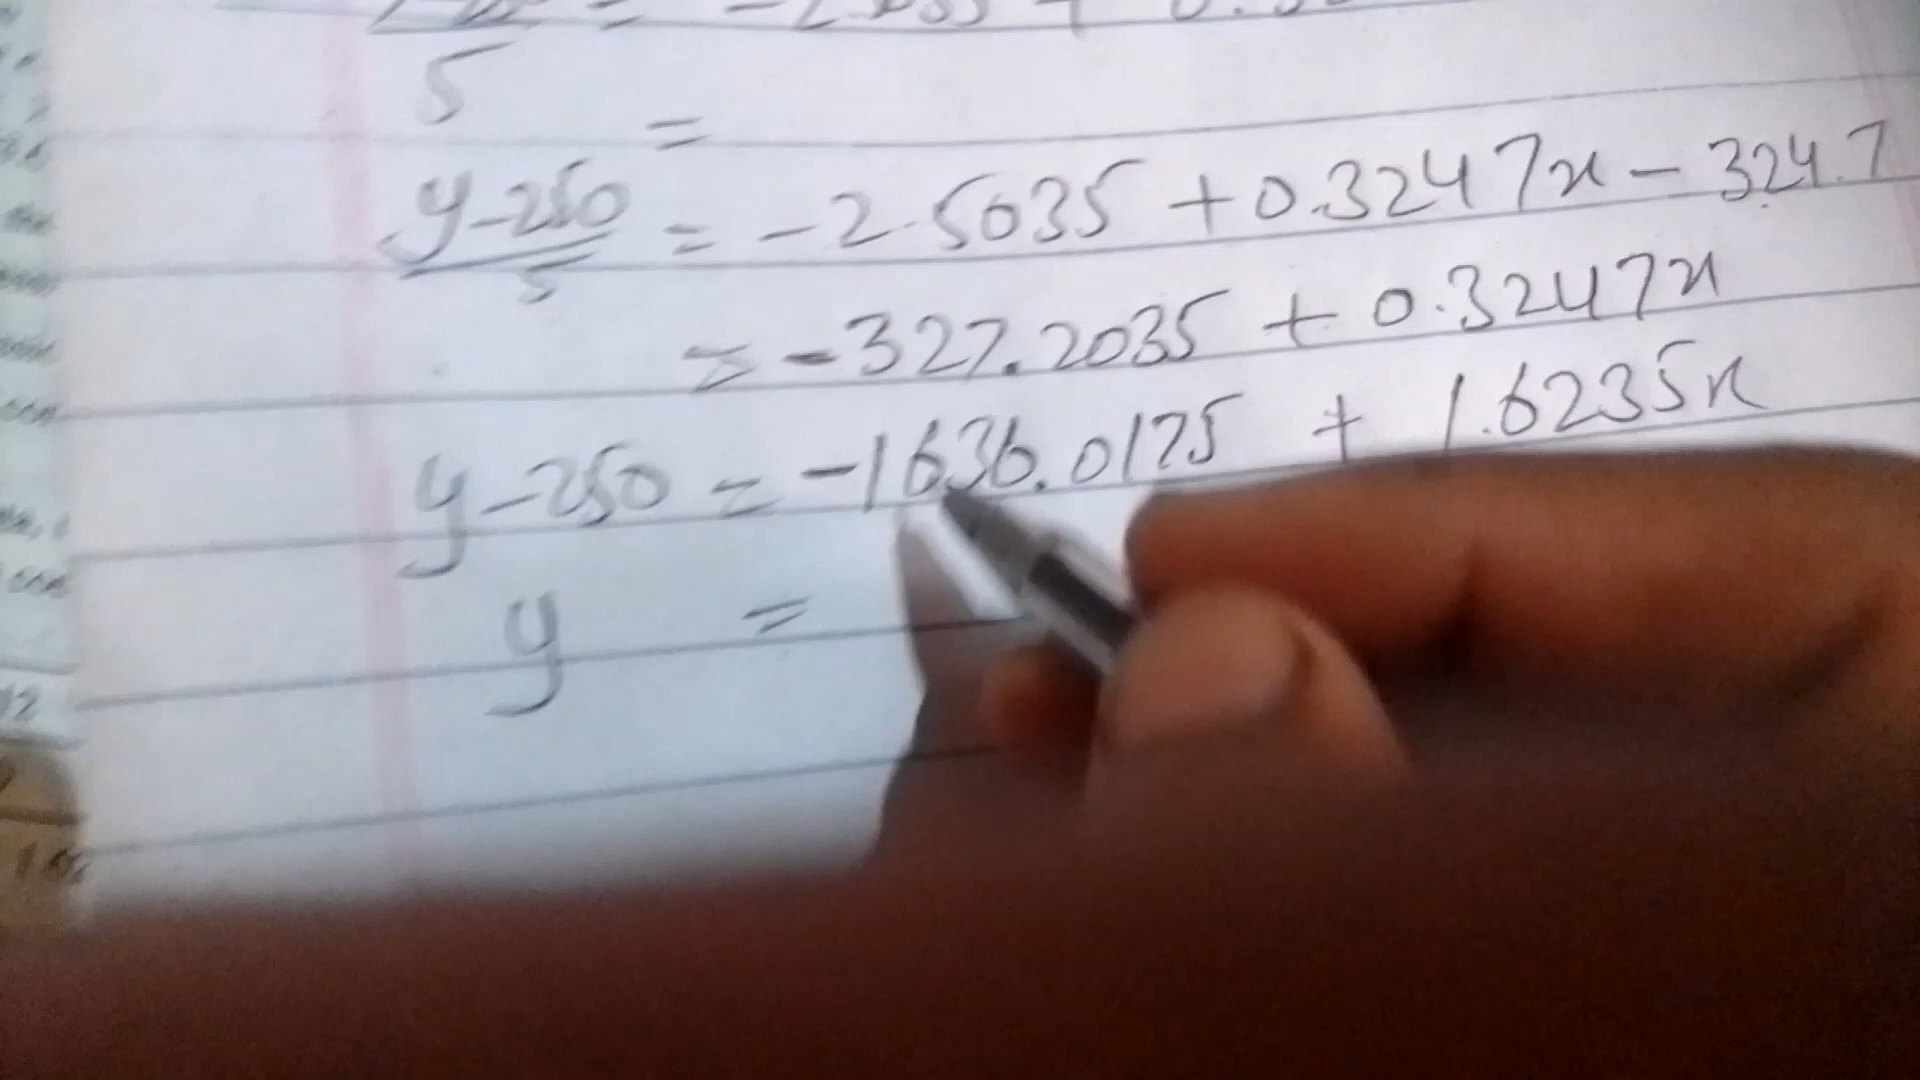 5
=
y-250/5 = -2.5035 + 0.3247x - 324.7
= -327.2035 + 0.3247x
y-250 = -1636.0175 + 1.6235x
y =